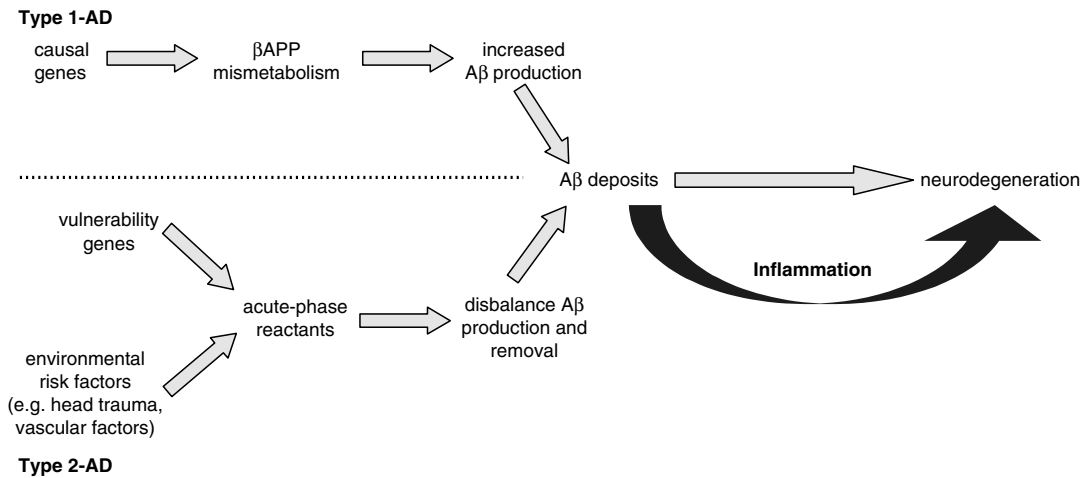 Type 1-AD
causal
genes
βAPP
mismetabolism
increased
Aβ production
Aβ deposits
neurodegeneration
Inflammation
vulnerability
genes
acute-phase
reactants
disbalance Aβ
production and
removal
environmental
risk factors
(e.g. head trauma,
vascular factors)
Type 2-AD